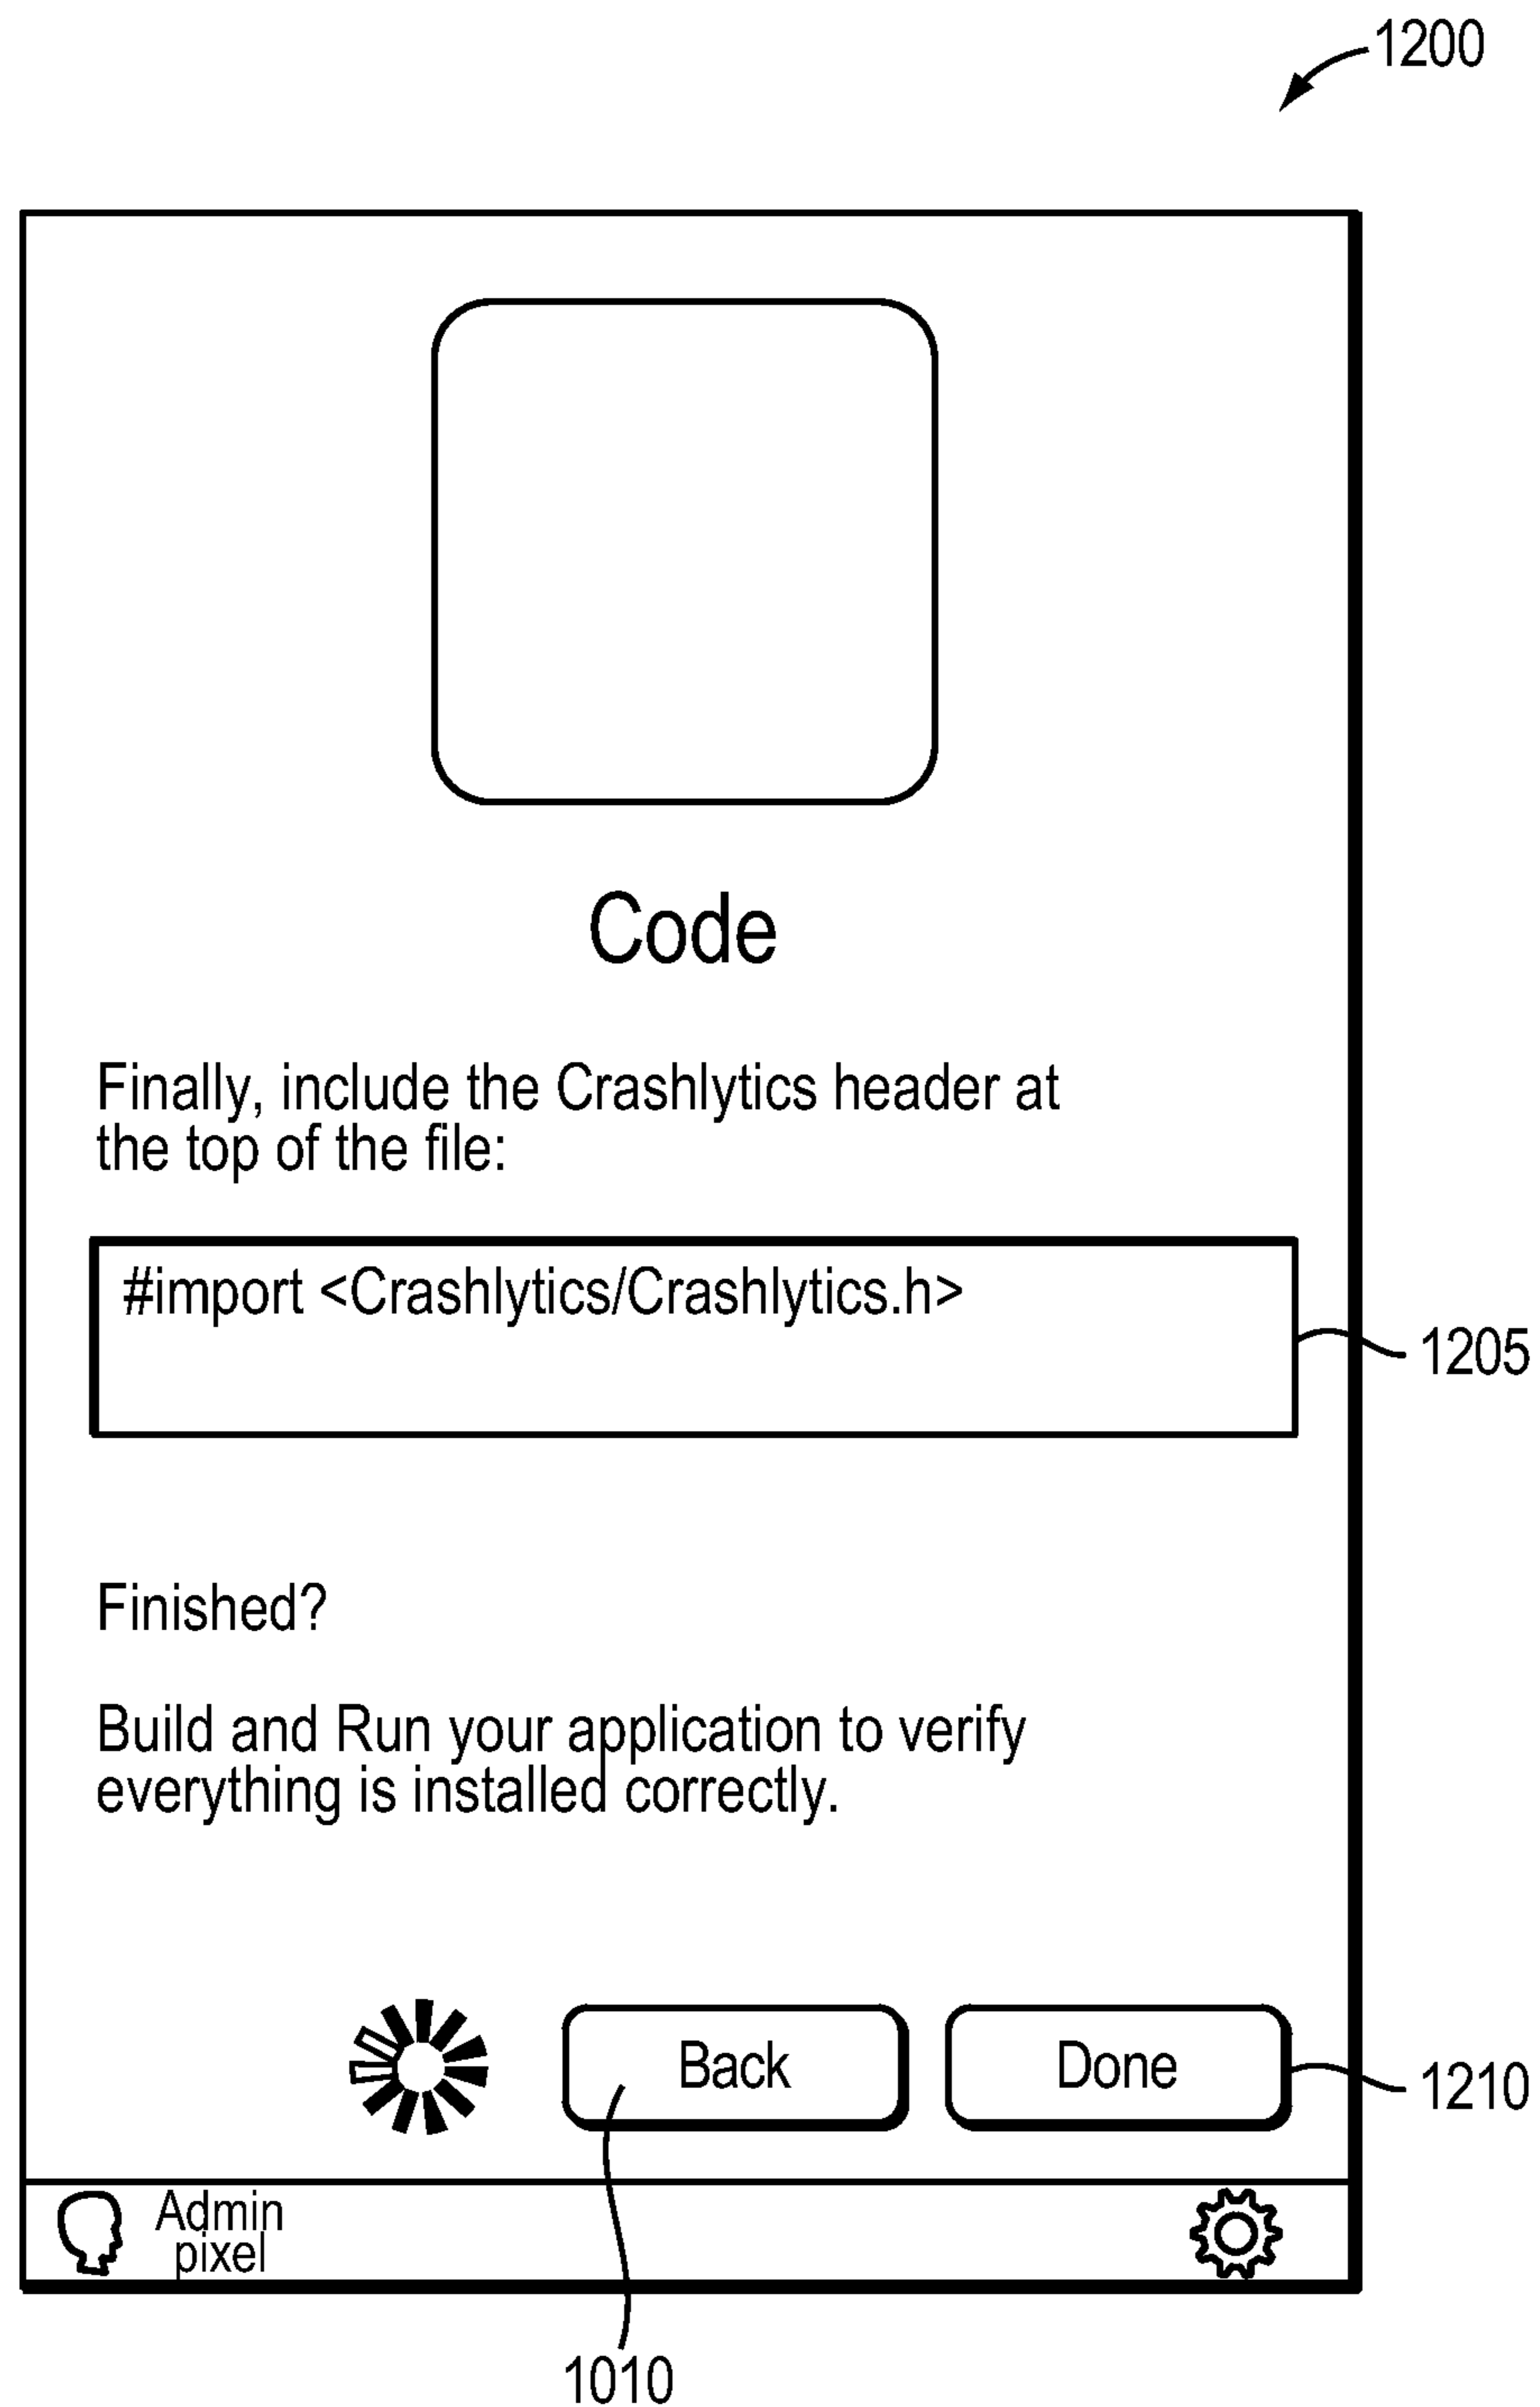 1200
Code
Finally, include the Crashlytics header at
the top of the file:
#import <Crashlytics/Crashlytics.h>
1205
Finished?
Build and Run your application to verify
everything is installed correctly.
Back
Done
1210
Admin
pixel
1010